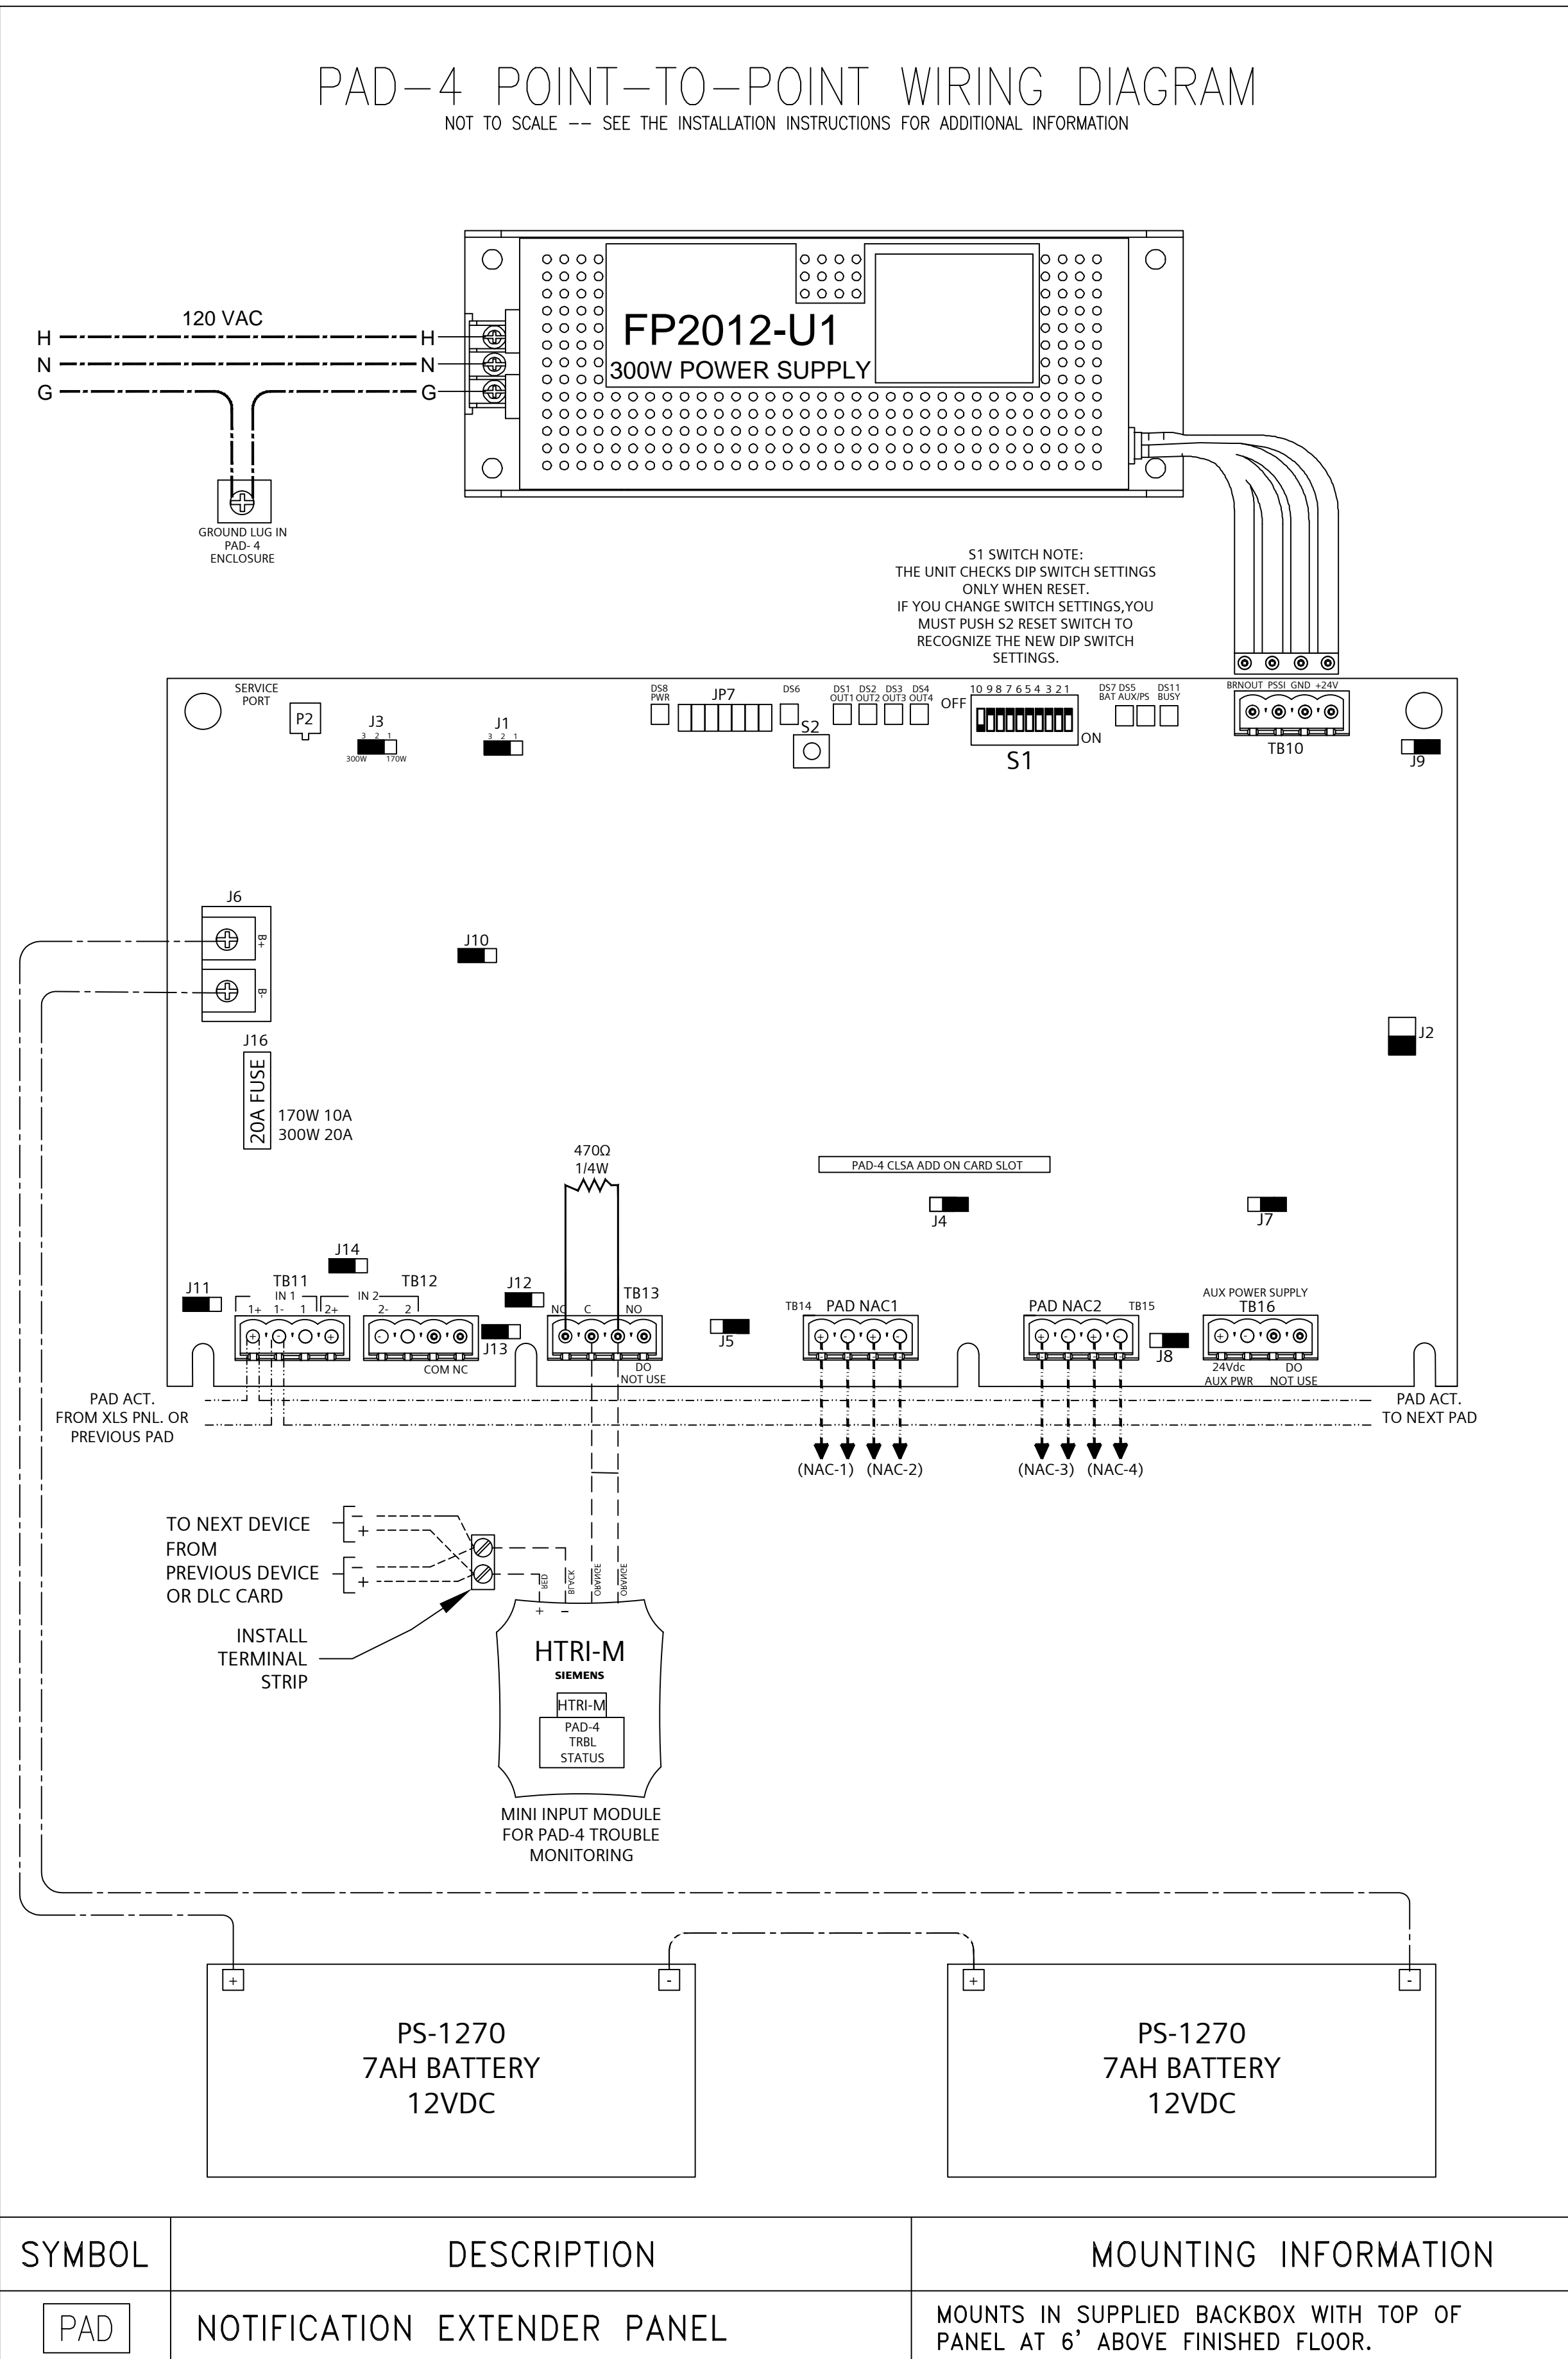 PAD-4 POINT-TO-POINT WIRING DIAGRAM
NOT TO SCALE -- SEE THE INSTALLATION INSTRUCTIONS FOR ADDITIONAL INFORMATION
120 VAC
H H
N N
G G
FP2012-U1
300W POWER SUPPLY
GROUND LUG IN
PAD- 4
ENCLOSURE
S1 SWITCH NOTE:
THE UNIT CHECKS DIP SWITCH SETTINGS
ONLY WHEN RESET.
IF YOU CHANGE SWITCH SETTINGS,YOU
MUST PUSH S2 RESET SWITCH TO
RECOGNIZE THE NEW DIP SWITCH
SETTINGS.
SERVICE
PORT
P2
J3
3 2 1
300W 170W
J1
3 2 1
DS8
PWR
JP7
DS6
S2
DS1 DS2 DS3 DS4
OUT1 OUT2 OUT3 OUT4
10 9 8 7 6 5 4 3 2 1
OFF
ON
S1
DS7 DS5 DS11
BAT AUX/PS BUSY
BRNOUT PSSI GND +24V
TB10
J9
J6
B+
B-
J10
J2
J16
20A FUSE
170W 10A
300W 20A
470Ω
1/4W
PAD-4 CLSA ADD ON CARD SLOT
J4
J7
J14
J11
TB11
IN 1 IN 2
1+ 1- 1 2+
+ - +
TB12
2- 2
-
COM NC
J12
J13
TB13
NC C NO
DO
NOT USE
J5
TB14 PAD NAC1
+ - + -
PAD NAC2 TB15
+ - + -
J8
AUX POWER SUPPLY
TB16
+ -
24Vdc DO
AUX PWR NOT USE
PAD ACT.
FROM XLS PNL. OR
PREVIOUS PAD
PAD ACT.
TO NEXT PAD
(NAC-1) (NAC-2)
(NAC-3) (NAC-4)
TO NEXT DEVICE
-
+
FROM
PREVIOUS DEVICE
OR DLC CARD
-
+
INSTALL
TERMINAL
STRIP
RED
BLACK
ORANGE
ORANGE
+ -
HTRI-M
SIEMENS
HTRI-M
PAD-4
TRBL
STATUS
MINI INPUT MODULE
FOR PAD-4 TROUBLE
MONITORING
+ -
PS-1270
7AH BATTERY
12VDC
+ -
PS-1270
7AH BATTERY
12VDC
SYMBOL DESCRIPTION MOUNTING INFORMATION
PAD
NOTIFICATION EXTENDER PANEL
MOUNTS IN SUPPLIED BACKBOX WITH TOP OF
PANEL AT 6' ABOVE FINISHED FLOOR.